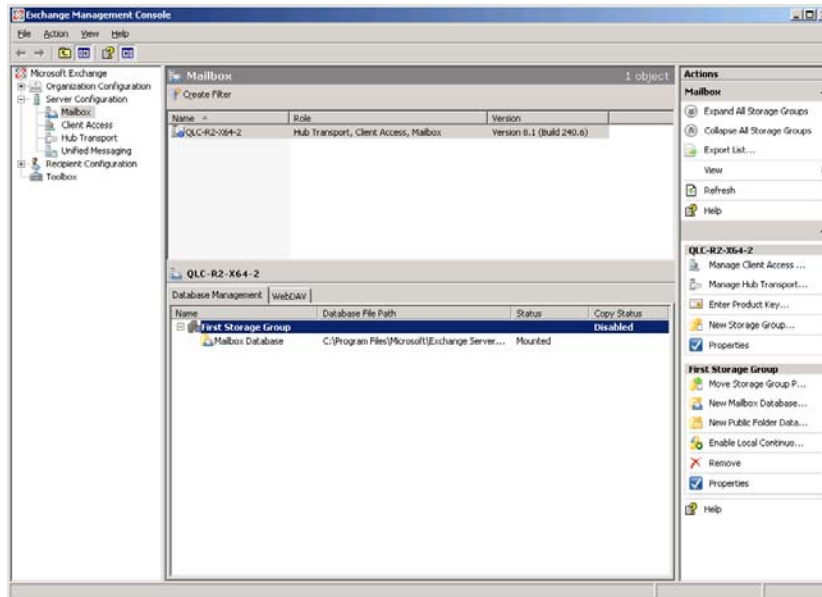 Exchange Management Console
File Action View Help
Microsoft Exchange
Organization Configuration
Server Configuration
Mailbox
Client Access
Hub Transport
Unified Messaging
Recipient Configuration
Toolbox
Mailbox 1 object
Create Filter
Name Role Version
QLC-R2-X64-2 Hub Transport, Client Access, Mailbox Version 8.1 (Build 240.6)
QLC-R2-X64-2
Database Management WebDAV
Name Database File Path Status Copy Status
First Storage Group Disabled
Mailbox Database C:\Program Files\Microsoft\Exchange Server... Mounted
Actions
Mailbox
Expand All Storage Groups
Collapse All Storage Groups
Export List...
View
Refresh
Help
QLC-R2-X64-2
Manage Client Access ...
Manage Hub Transport...
Enter Product Key...
New Storage Group...
Properties
First Storage Group
Move Storage Group P...
New Mailbox Database...
New Public Folder Data...
Enable Local Continuo...
Remove
Properties
Help